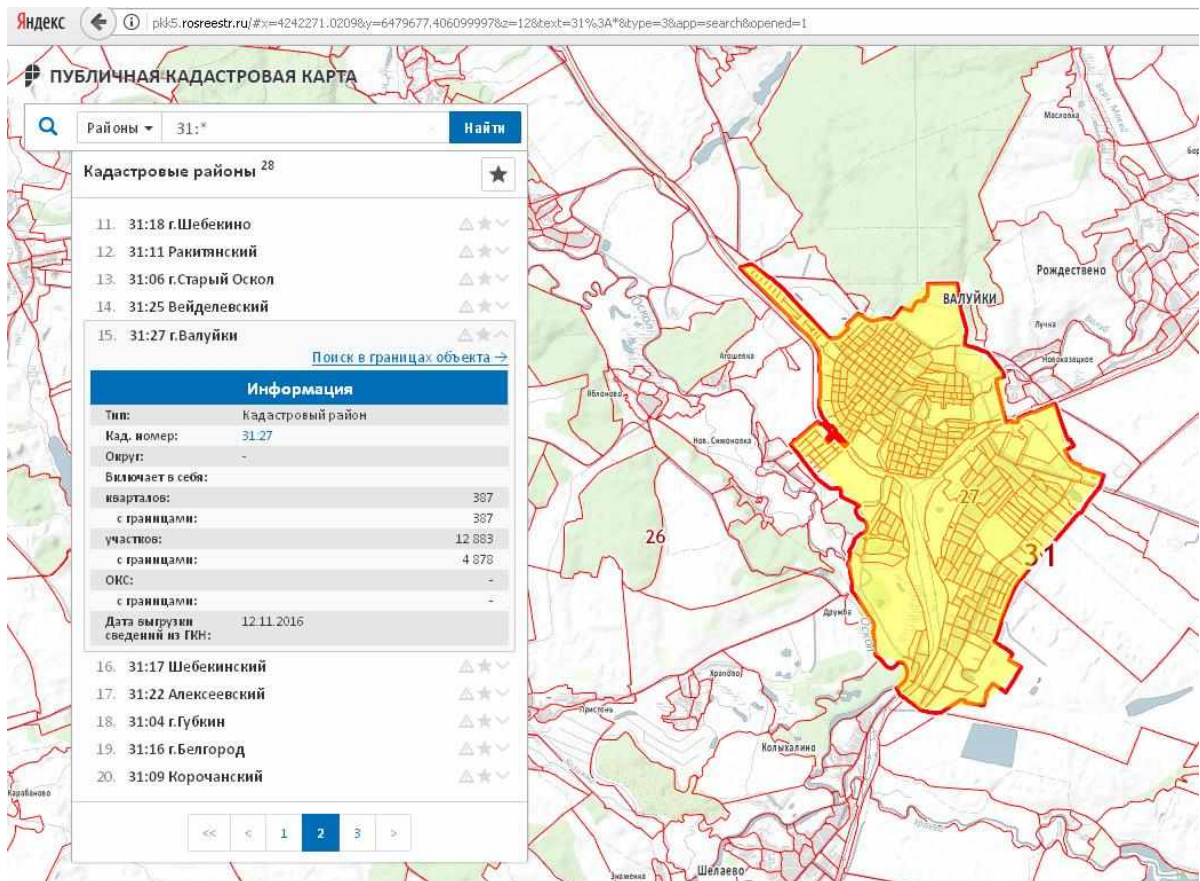 Яндекс
pkk5.rosreestr.ru/#x=4242271.0209&y=6479677.406099997&z=12&text=31%3A*&type=3&app=search&opened=1
ПУБЛИЧНАЯ КАДАСТРОВАЯ КАРТА
Районы 31:* Найти
Кадастровые районы 28
11. 31:18 г.Шебекино
12. 31:11 Ракитянский
13. 31:06 г.Старый Оскол
14. 31:25 Вейделевский
15. 31:27 г.Валуйки
Поиск в границах объекта →
Информация
Тип: Кадастровый район
Кад. номер: 31:27
Округ: -
Включает в себя:
кварталов: 387
с границами: 387
участков: 12 883
с границами: 4 878
ОКС: -
с границами: -
Дата выгрузки 12.11.2016
сведений из ГКН:
16. 31:17 Шебекинский
17. 31:22 Алексеевский
18. 31:04 г.Губкин
19. 31:16 г.Белгород
20. 31:09 Корочанский
<< < 1 2 3 >
Масловка
Рождествено
ВАЛУЙКИ
Лучка
Валуй
Новоказацкое
Оскол
Агошевка
Яблоново
Нов. Симоновка
27
26
31
Дружба
Оскол
Храпово
Пристень
Колыхалино
Карабаново
Знаменка
Шелаево